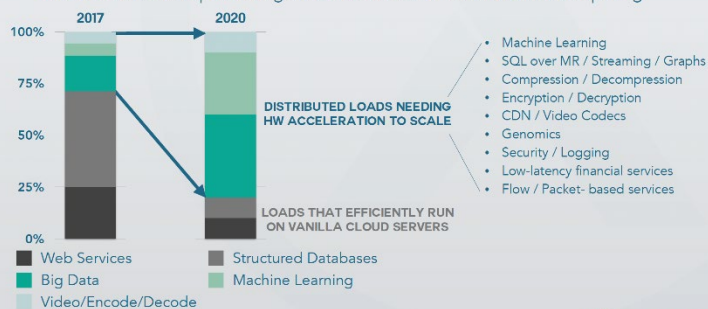 2017
2020
100%
75%
50%
25%
0%
DISTRIBUTED LOADS NEEDING
HW ACCELERATION TO SCALE
LOADS THAT EFFICIENTLY RUN
ON VANILLA CLOUD SERVERS
• Machine Learning
• SQL over MR / Streaming / Graphs
• Compression / Decompression
• Encryption / Decryption
• CDN / Video Codecs
• Genomics
• Security / Logging
• Low-latency financial services
• Flow / Packet- based services
Web Services
Structured Databases
Big Data
Machine Learning
Video/Encode/Decode